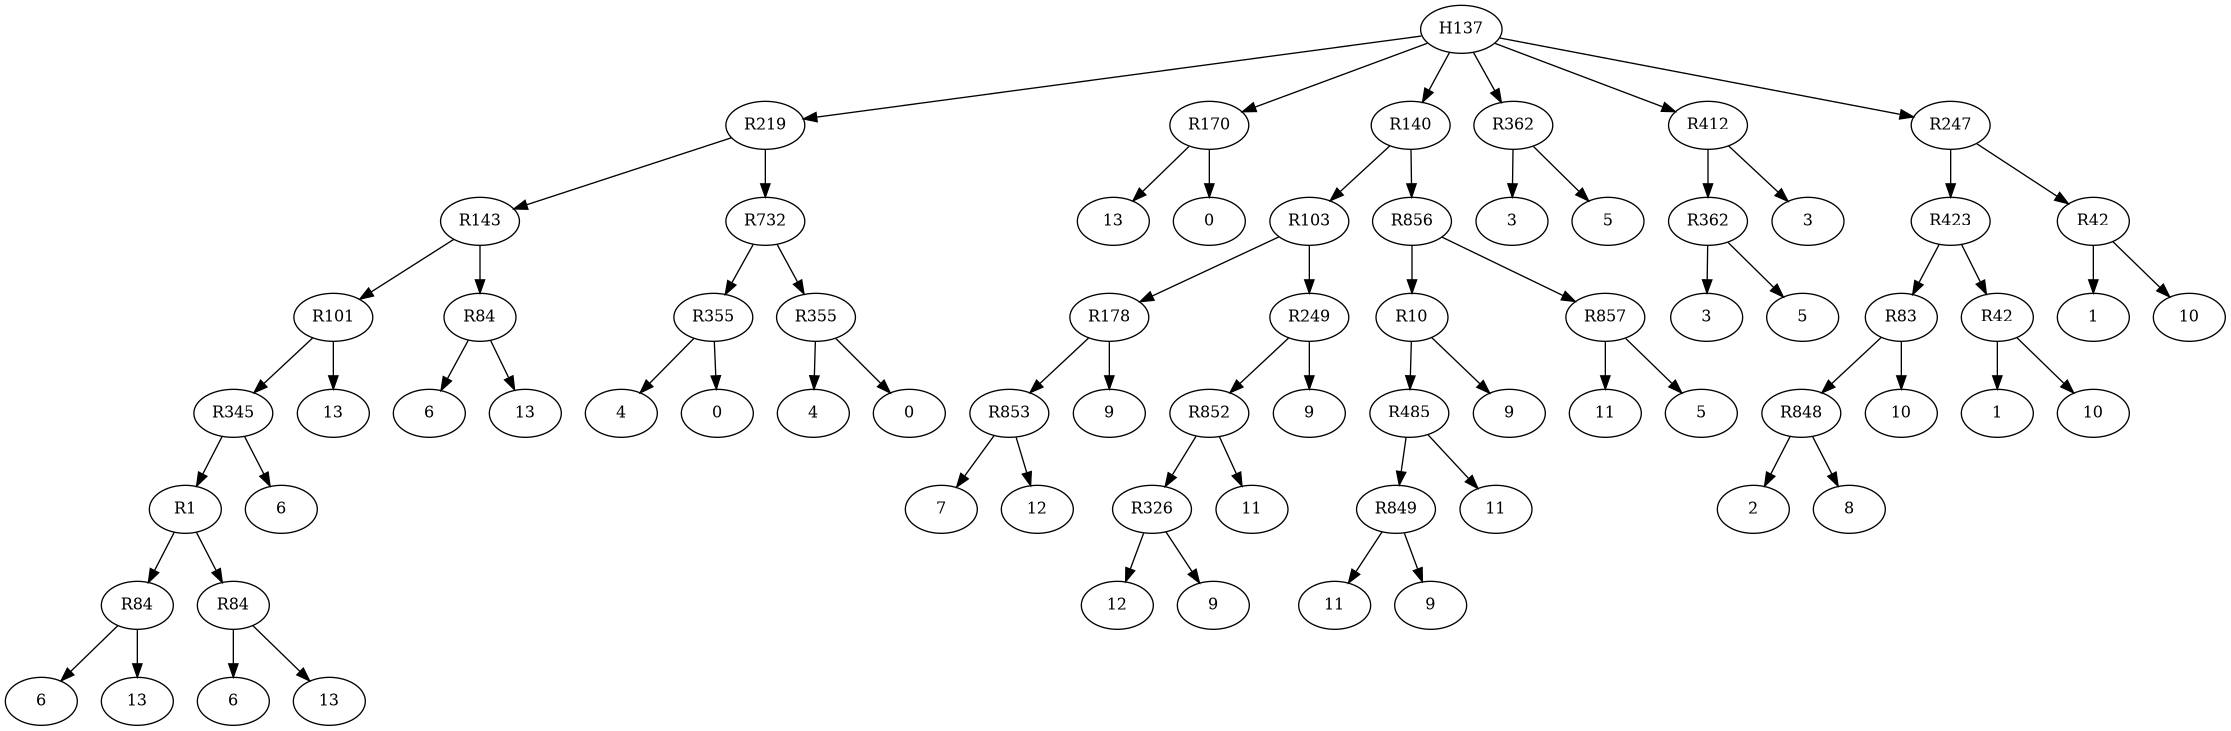 H137
R219 R170 R140 R362 R412 R247
R143 R732 13 0 R103 R856 3 5 R362 3 R423 R42
R101 R84 R355 R355 R178 R249 R10 R857 3 5 R83 R42 1 10
R345 13 6 13 4 0 4 0 R853 9 R852 9 R485 9 11 5 R848 10 1 10
R1 6 7 12 R326 11 R849 11 2 8
R84 R84 12 9 11 9
6 13 6 13